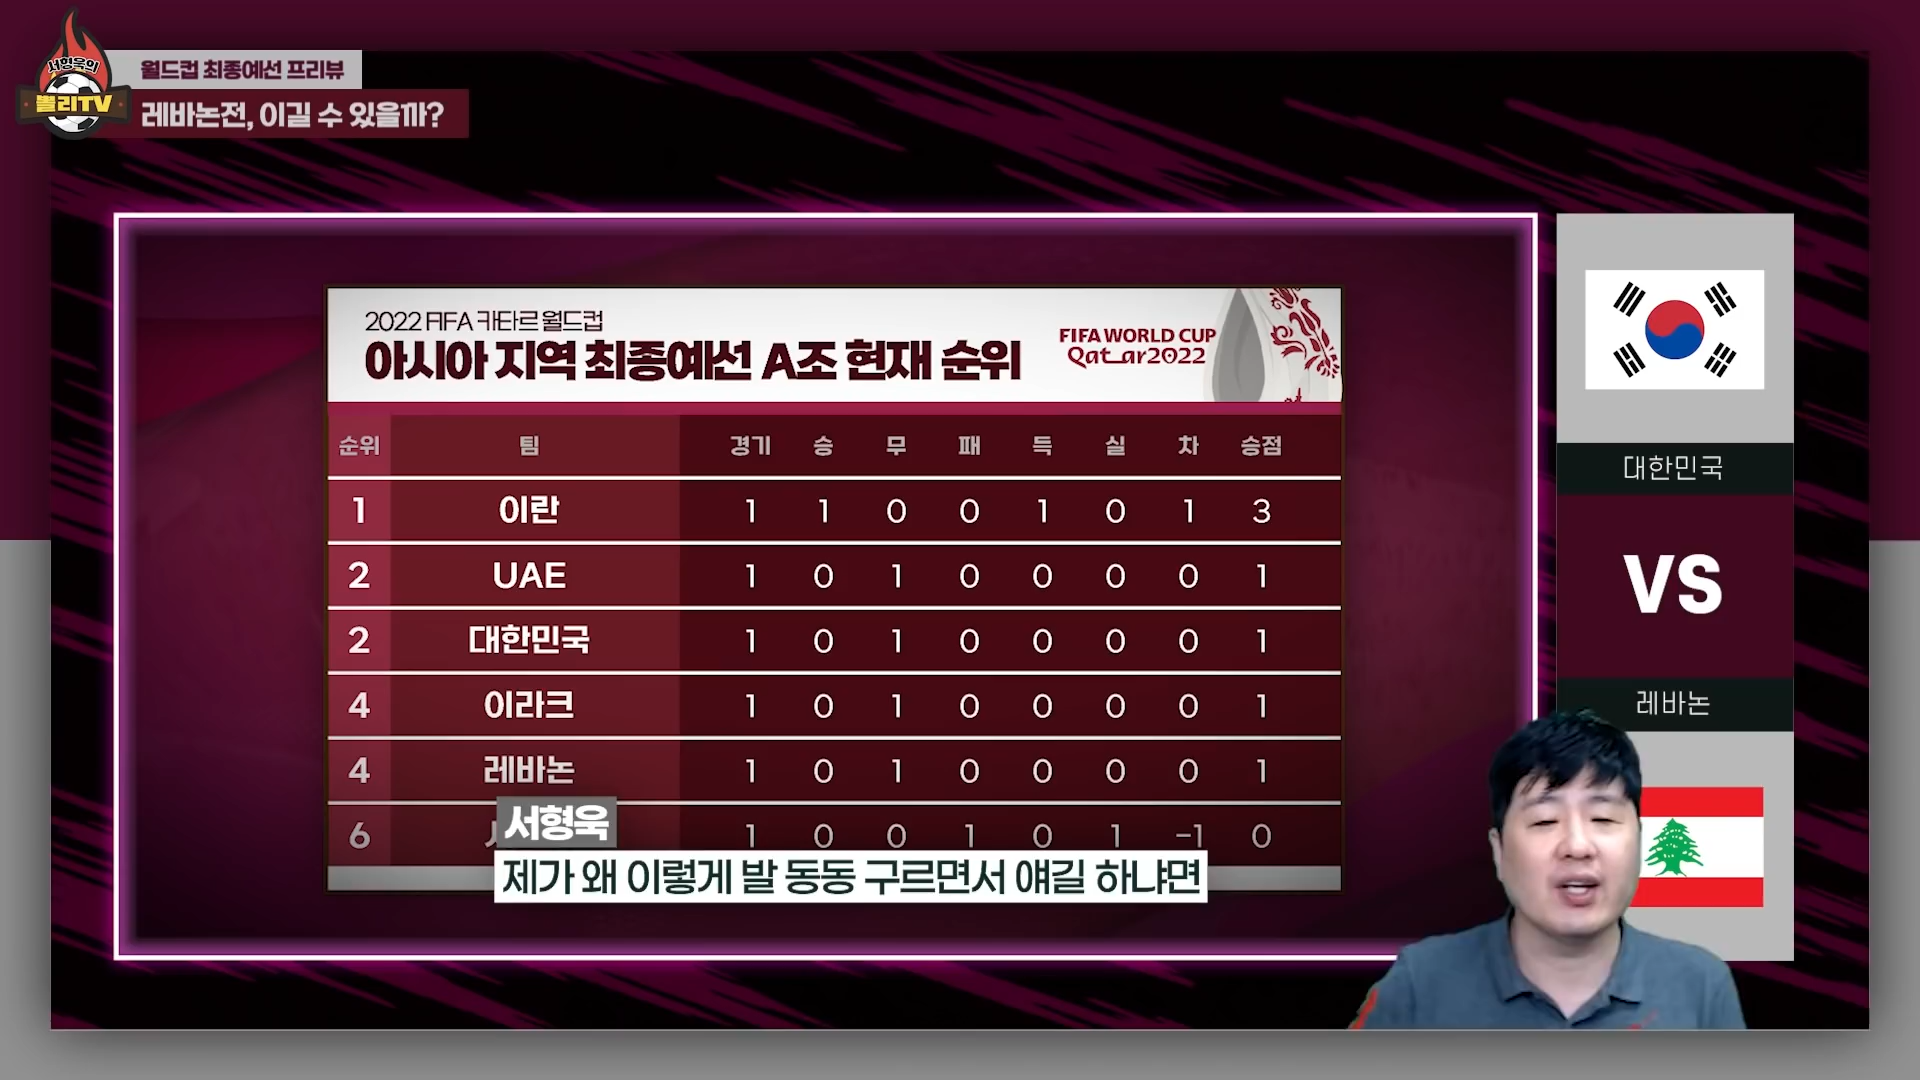 서형욱의
뽈리TV
월드컵 최종예선 프리뷰
레바논전, 이길 수 있을까?
2022 FIFA 카타르 월드컵
아시아 지역 최종예선 A조 현재 순위
FIFA WORLD CUP
Qatar2022
순위 팀 경기 승 무 패 득 실 차 승점
1 이란 1 1 0 0 1 0 1 3
2 UAE 1 0 1 0 0 0 0 1
2 대한민국 1 0 1 0 0 0 0 1
4 이라크 1 0 1 0 0 0 0 1
4 레바논 1 0 1 0 0 0 0 1
6 1 0 0 1 0 1 -1 0
서형욱
제가 왜 이렇게 발 동동 구르면서 얘길 하냐면
대한민국
VS
레바논